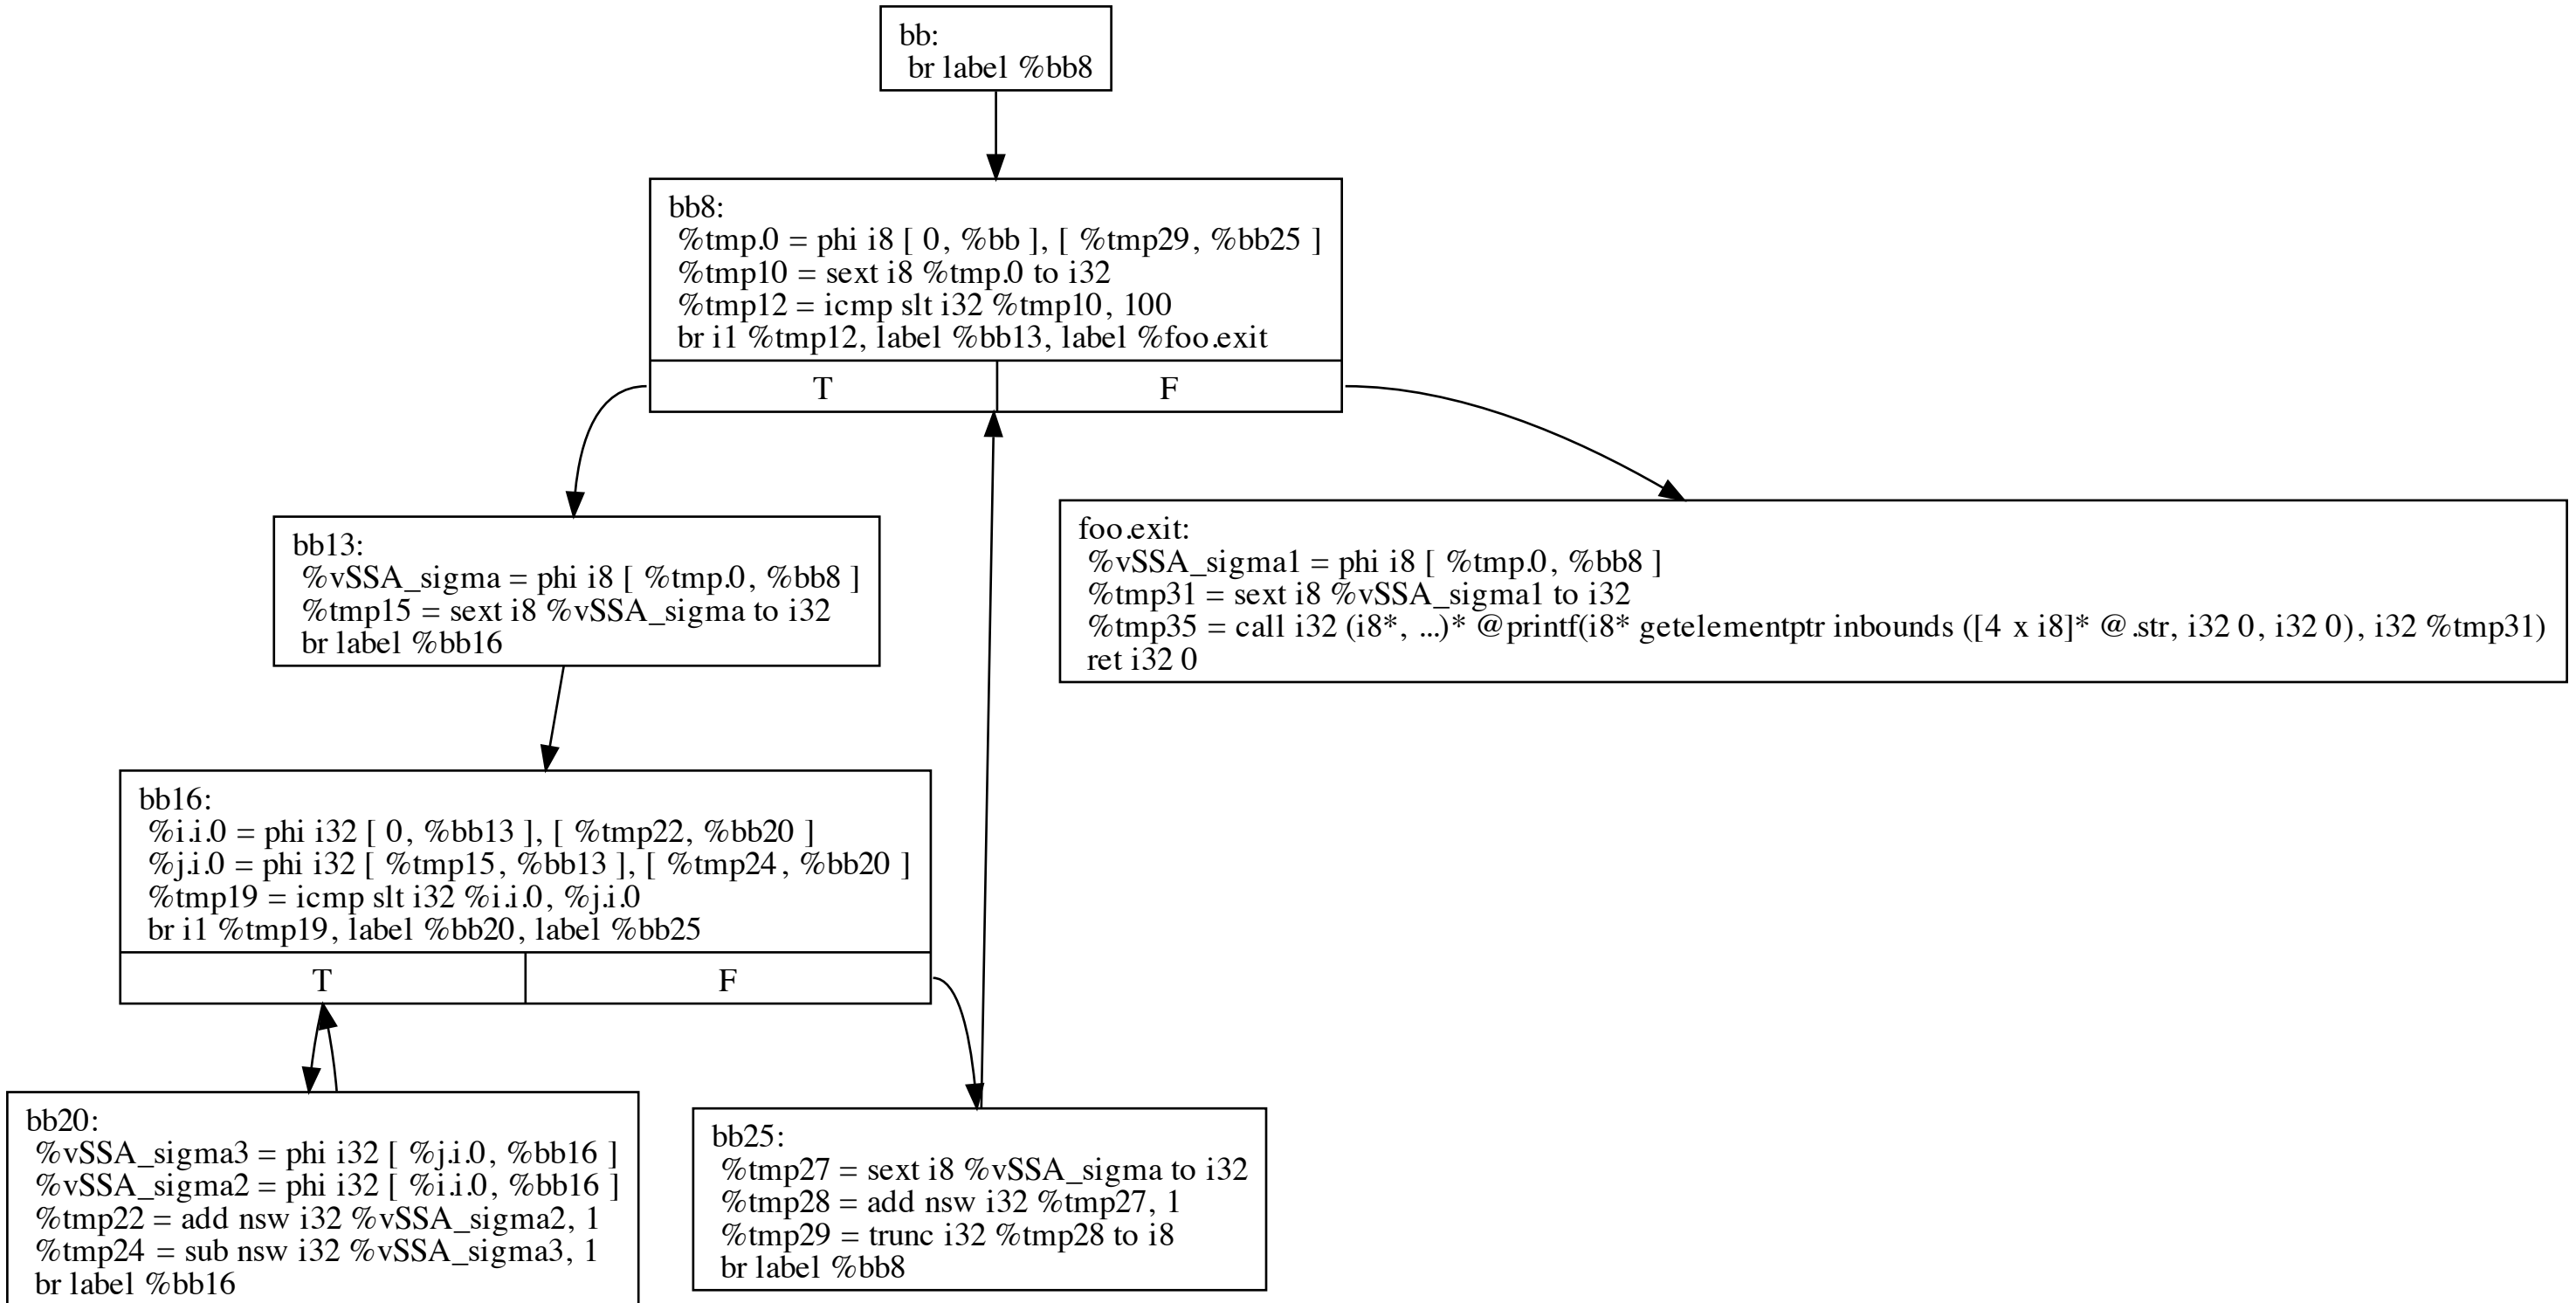 bb:
br label %bb8
bb8:
%tmp.0 = phi i8 [ 0, %bb ], [ %tmp29, %bb25 ]
%tmp10 = sext i8 %tmp.0 to i32
%tmp12 = icmp slt i32 %tmp10, 100
br i1 %tmp12, label %bb13, label %foo.exit
T
F
bb13:
%vSSA_sigma = phi i8 [ %tmp.0, %bb8 ]
%tmp15 = sext i8 %vSSA_sigma to i32
br label %bb16
foo.exit:
%vSSA_sigma1 = phi i8 [ %tmp.0, %bb8 ]
%tmp31 = sext i8 %vSSA_sigma1 to i32
%tmp35 = call i32 (i8*, ...)* @printf(i8* getelementptr inbounds ([4 x i8]* @.str, i32 0, i32 0), i32 %tmp31)
ret i32 0
bb16:
%i.i.0 = phi i32 [ 0, %bb13 ], [ %tmp22, %bb20 ]
%j.i.0 = phi i32 [ %tmp15, %bb13 ], [ %tmp24, %bb20 ]
%tmp19 = icmp slt i32 %i.i.0, %j.i.0
br i1 %tmp19, label %bb20, label %bb25
T
F
bb20:
%vSSA_sigma3 = phi i32 [ %j.i.0, %bb16 ]
%vSSA_sigma2 = phi i32 [ %i.i.0, %bb16 ]
%tmp22 = add nsw i32 %vSSA_sigma2, 1
%tmp24 = sub nsw i32 %vSSA_sigma3, 1
br label %bb16
bb25:
%tmp27 = sext i8 %vSSA_sigma to i32
%tmp28 = add nsw i32 %tmp27, 1
%tmp29 = trunc i32 %tmp28 to i8
br label %bb8